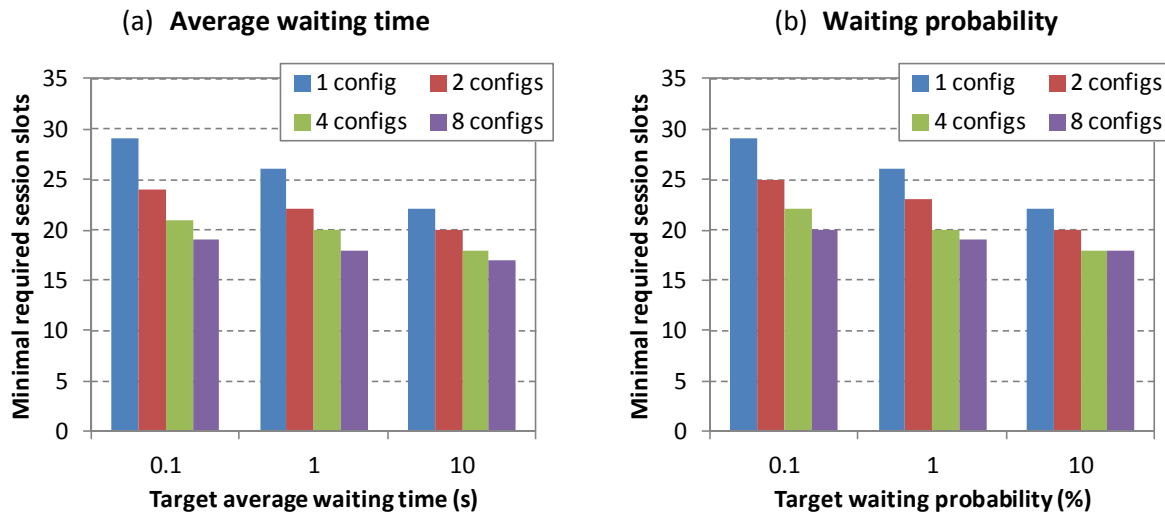 (a) Average waiting time
35
30
25
20
15
10
5
0
Minimal required session slots
1 config
2 configs
4 configs
8 configs
0.1
1
10
Target average waiting time (s)
(b) Waiting probability
35
30
25
20
15
10
5
0
Minimal required session slots
1 config
2 configs
4 configs
8 configs
0.1
1
10
Target waiting probability (%)